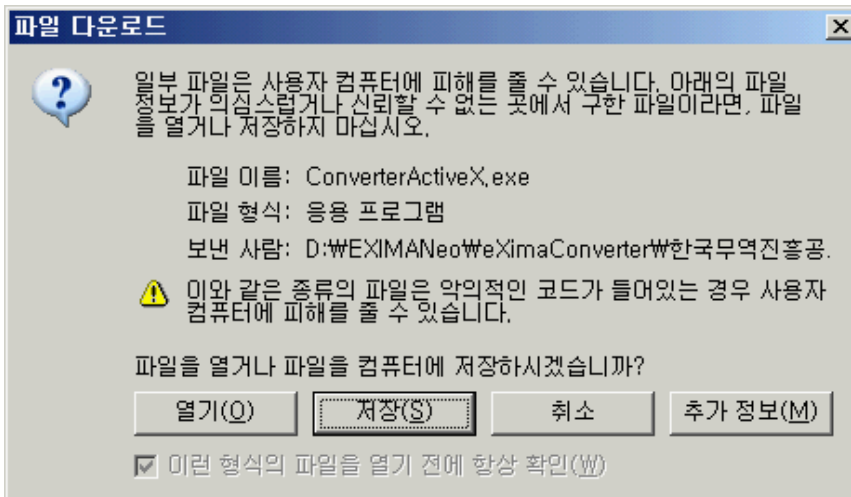 파일 다운로드
일부 파일은 사용자 컴퓨터에 피해를 줄 수 있습니다. 아래의 파일
정보가 의심스럽거나 신뢰할 수 없는 곳에서 구한 파일이라면, 파일
을 열거나 저장하지 마십시오.
파일 이름: ConverterActiveX.exe
파일 형식: 응용 프로그램
보낸 사람: D:₩EXIMANeo₩eXimaConverter₩한국무역진흥공.
이와 같은 종류의 파일은 악의적인 코드가 들어있는 경우 사용자
컴퓨터에 피해를 줄 수 있습니다.
파일을 열거나 파일을 컴퓨터에 저장하시겠습니까?
열기(O) 저장(S) 취소 추가 정보(M)
이런 형식의 파일을 열기 전에 항상 확인(W)